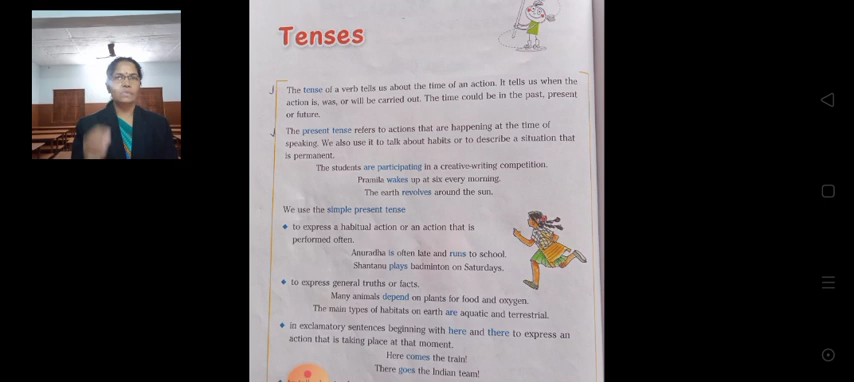 Tenses
The tense of a verb tells us about the time of an action. It tells us when the
action is, was, or will be carried out. The time could be in the past, present
or future.
The present tense refers to actions that are happening at the time of
speaking. We also use it to talk about habits or to describe a situation that
is permanent.
The students are participating in a creative-writing competition.
Pramila wakes up at six every morning.
The earth revolves around the sun.
We use the simple present tense
to express a habitual action or an action that is
performed often.
Anuradha is often late and runs to school.
Shantanu plays badminton on Saturdays.
to express general truths or facts.
Many animals depend on plants for food and oxygen.
The main types of habitats on earth are aquatic and terrestrial.
in exclamatory sentences beginning with here and there to express an
action that is taking place at that moment.
Here comes the train!
There goes the Indian team!